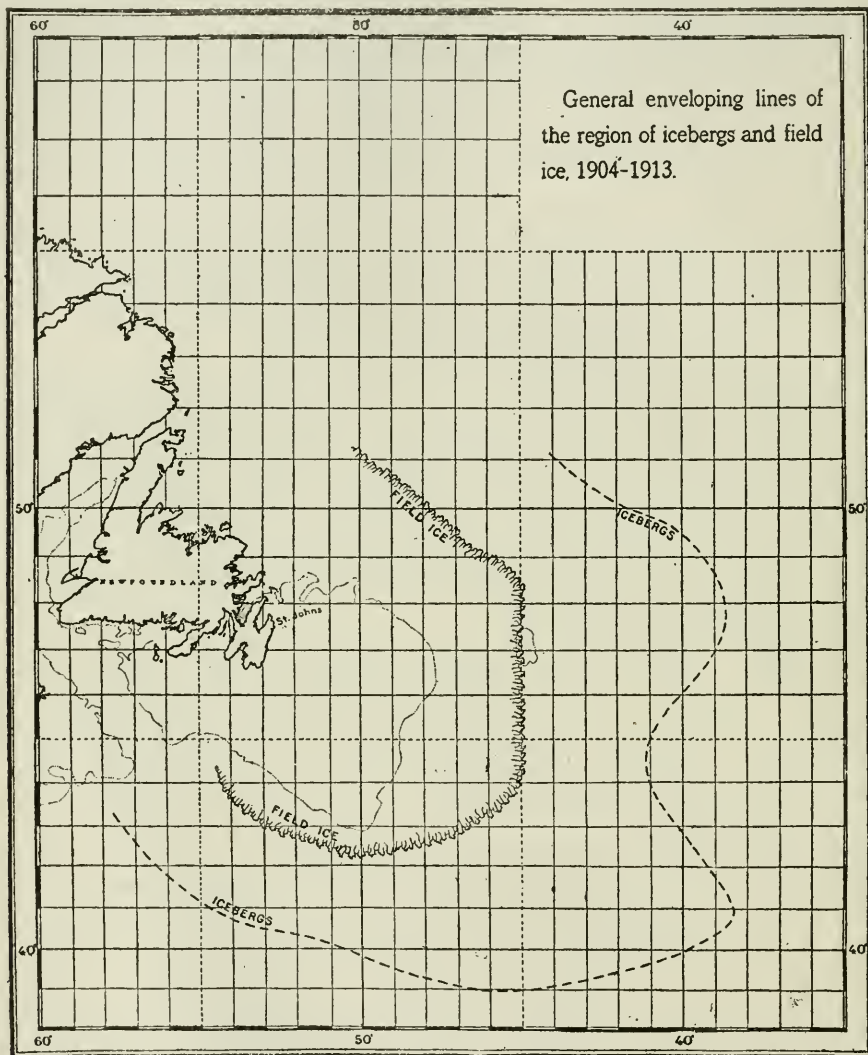 60° 80° 40°
General enveloping lines of
the region of icebergs and field
ice, 1904-1913.
50° 50°
FIELD ICE
ICEBERGS
NEWFOUNDLAND
St. Johns
FIELD ICE
ICEBERGS
40° 40°
60° 50° 40°